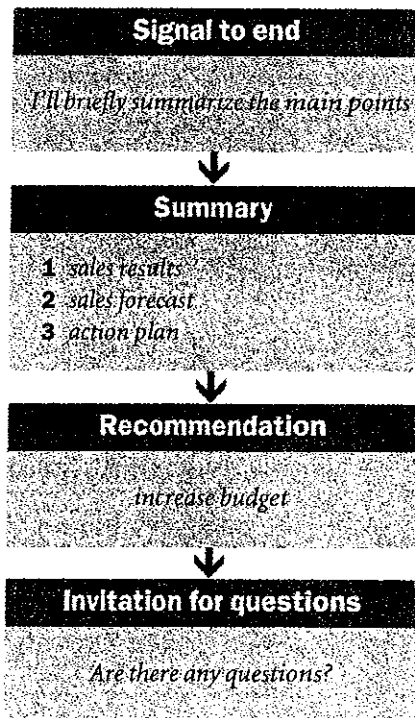 Signal to end
I'll briefly summarize the main points
Summary
1 sales results
2 sales forecast
3 action plan
Recommendation
increase budget
Invitation for questions
Are there any questions?